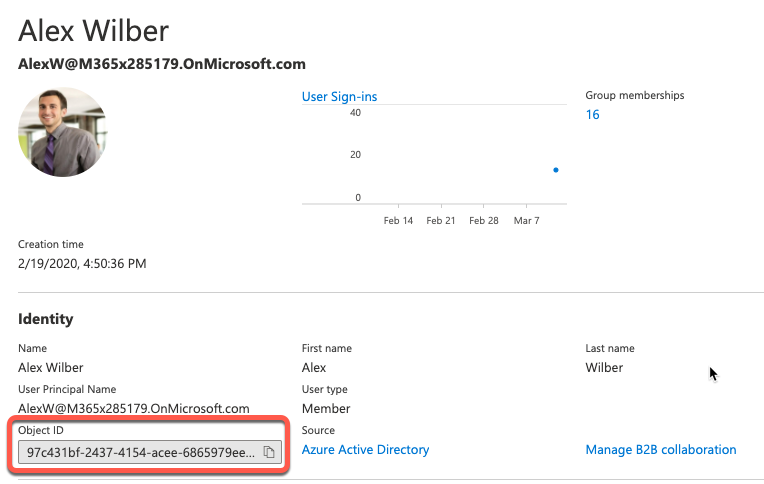 Alex Wilber
AlexW@M365x285179.OnMicrosoft.com
User Sign-ins
40
20
0
Feb 14 Feb 21 Feb 28 Mar 7
Group memberships
16
Creation time
2/19/2020, 4:50:36 PM
Identity
Name First name Last name
Alex Wilber Alex Wilber
User Principal Name User type
AlexW@M365x285179.OnMicrosoft.com Member
Object ID Source
97c431bf-2437-4154-acee-6865979ee... Azure Active Directory Manage B2B collaboration